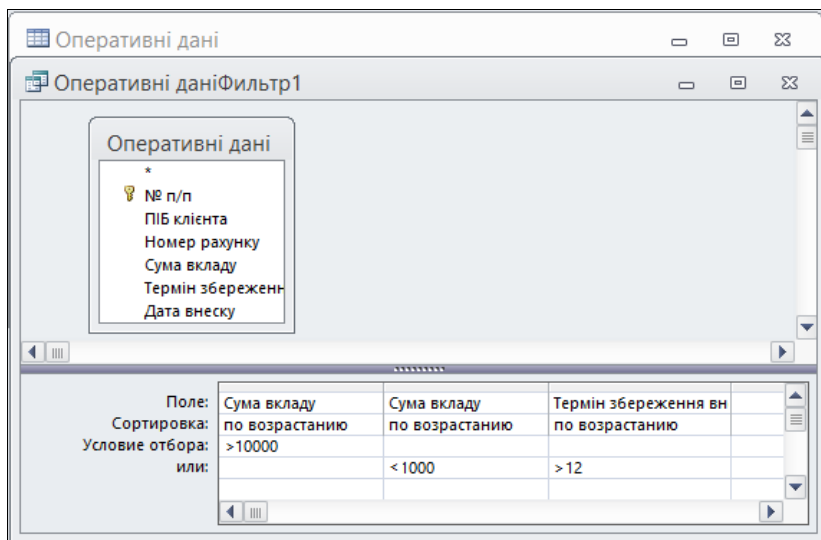 Оперативні дані
Оперативні даніФильтр1
Оперативні дані
*
№ п/п
ПІБ клієнта
Номер рахунку
Сума вкладу
Термін збереженн
Дата внеску
Поле: Сума вкладу Сума вкладу Термін збереження вн
Сортировка: по возрастанию по возрастанию по возрастанию
Условие отбора: >10000
или: <1000 >12